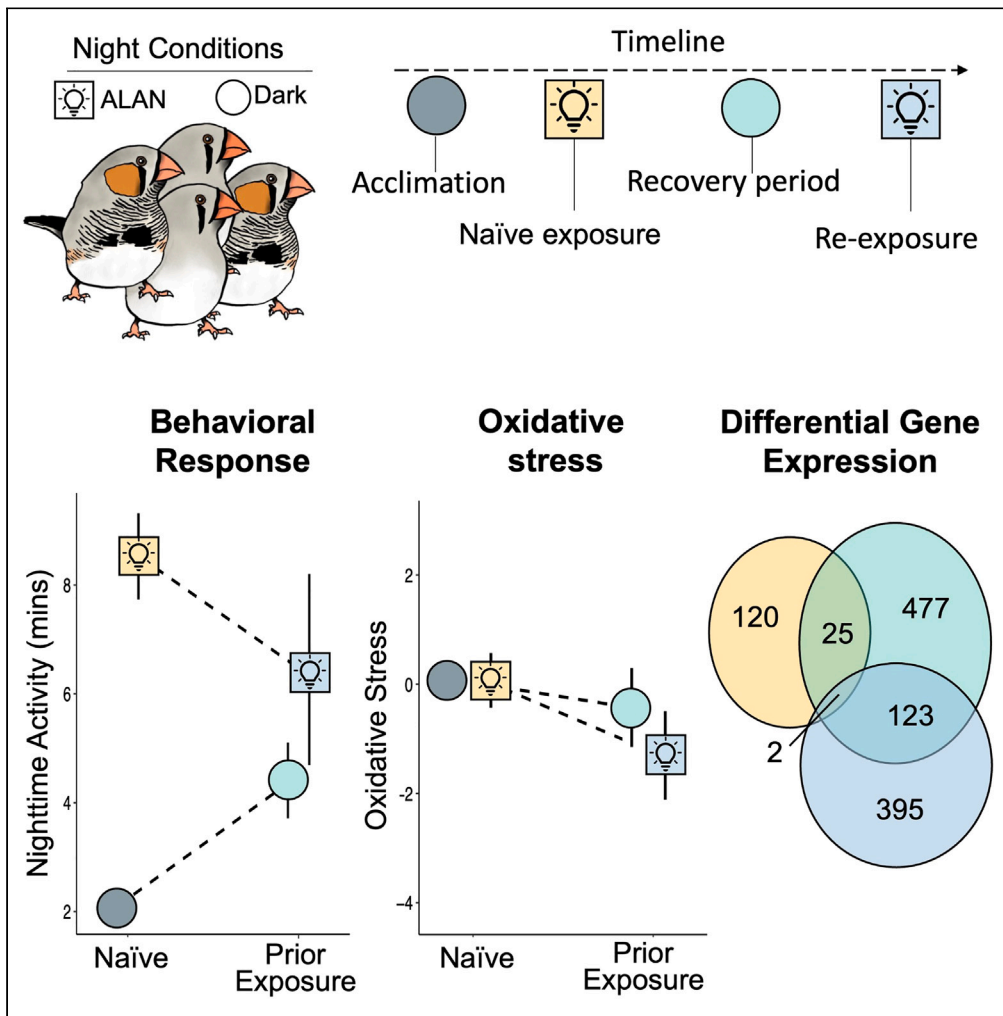 Night Conditions
ALAN
Dark
Timeline
Acclimation
Naïve exposure
Recovery period
Re-exposure
Behavioral
Response
Nighttime Activity (mins)
8
6
4
2
Naïve
Prior
Exposure
Oxidative
stress
Oxidative Stress
2
0
-2
-4
Naïve
Prior
Exposure
Differential Gene
Expression
120
25
477
2
123
395